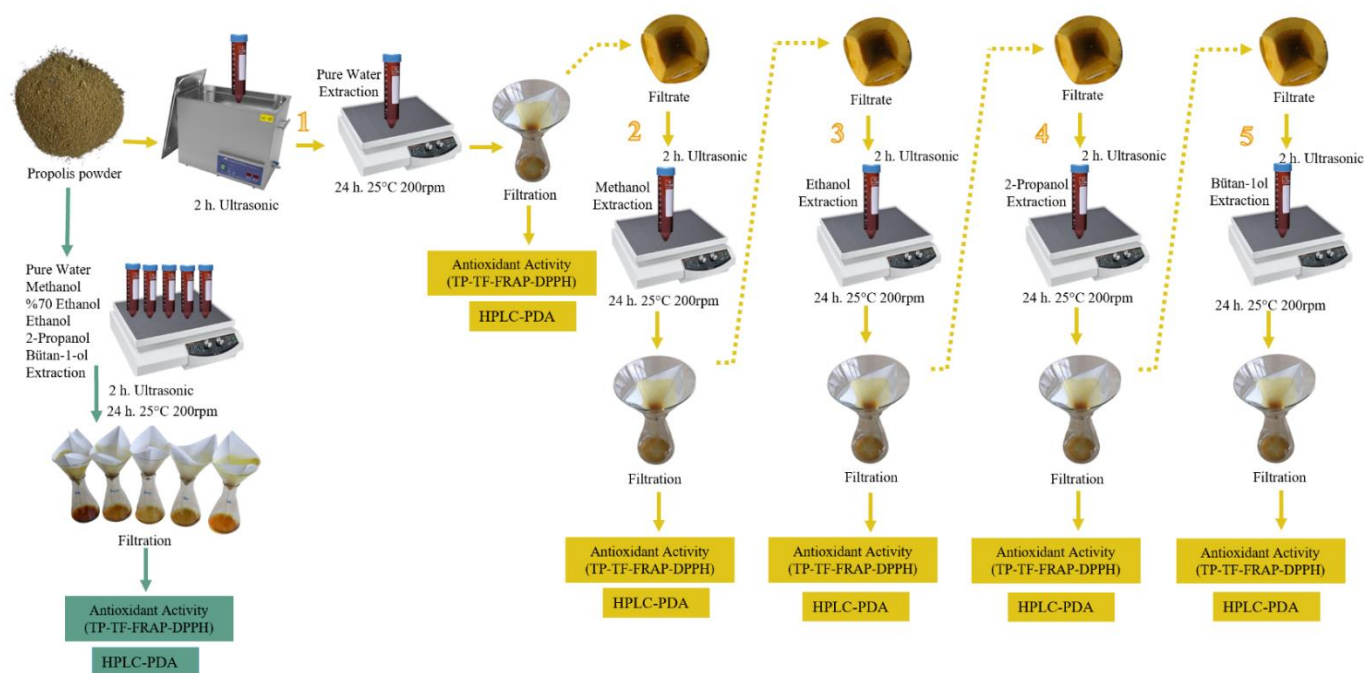 Propolis powder
2 h. Ultrasonic
1
Pure Water
Extraction
24 h. 25°C 200rpm
Filtration
Antioxidant Activity
(TP-TF-FRAP-DPPH)
HPLC-PDA
Pure Water
Methanol
%70 Ethanol
Ethanol
2-Propanol
Bütan-1-ol
Extraction
2 h. Ultrasonic
24 h. 25°C 200rpm
Filtration
Antioxidant Activity
(TP-TF-FRAP-DPPH)
HPLC-PDA
Filtrate
2
2 h. Ultrasonic
Methanol
Extraction
24 h. 25°C 200rpm
Filtration
Antioxidant Activity
(TP-TF-FRAP-DPPH)
HPLC-PDA
Filtrate
3
2 h. Ultrasonic
Ethanol
Extraction
24 h. 25°C 200rpm
Filtration
Antioxidant Activity
(TP-TF-FRAP-DPPH)
HPLC-PDA
Filtrate
4
2 h. Ultrasonic
2-Propanol
Extraction
24 h. 25°C 200rpm
Filtration
Antioxidant Activity
(TP-TF-FRAP-DPPH)
HPLC-PDA
Filtrate
5
2 h. Ultrasonic
Bütan-1ol
Extraction
24 h. 25°C 200rpm
Filtration
Antioxidant Activity
(TP-TF-FRAP-DPPH)
HPLC-PDA